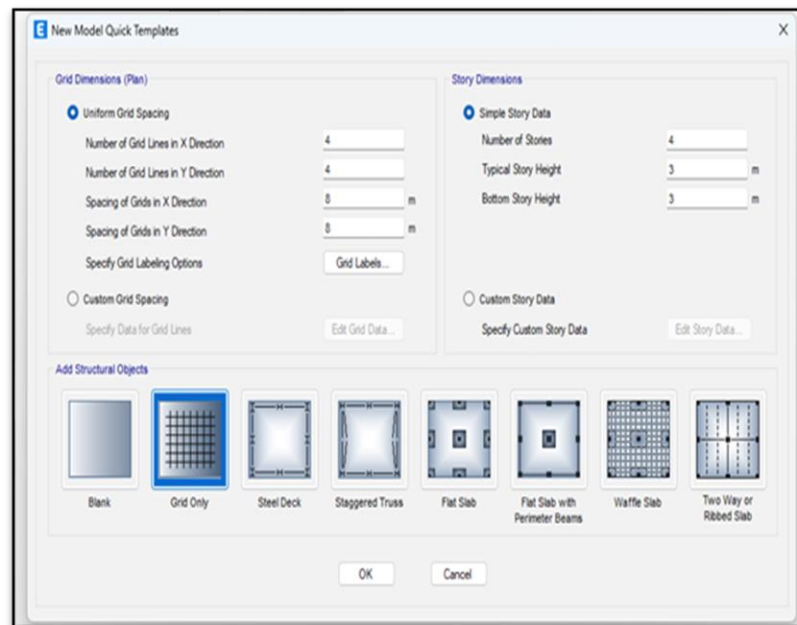 E New Model Quick Templates X
Grid Dimensions (Plan)
Uniform Grid Spacing
Number of Grid Lines in X Direction 4
Number of Grid Lines in Y Direction 4
Spacing of Grids in X Direction 8 m
Spacing of Grids in Y Direction 8 m
Specify Grid Labeling Options Grid Labels...
Custom Grid Spacing
Specify Data for Grid Lines Edit Grid Data...
Story Dimensions
Simple Story Data
Number of Stories 4
Typical Story Height 3 m
Bottom Story Height 3 m
Custom Story Data
Specify Custom Story Data Edit Story Data...
Add Structural Objects
Blank
Grid Only
Steel Deck
Staggered Truss
Flat Slab
Flat Slab with
Perimeter Beams
Waffle Slab
Two Way or
Ribbed Slab
OK Cancel